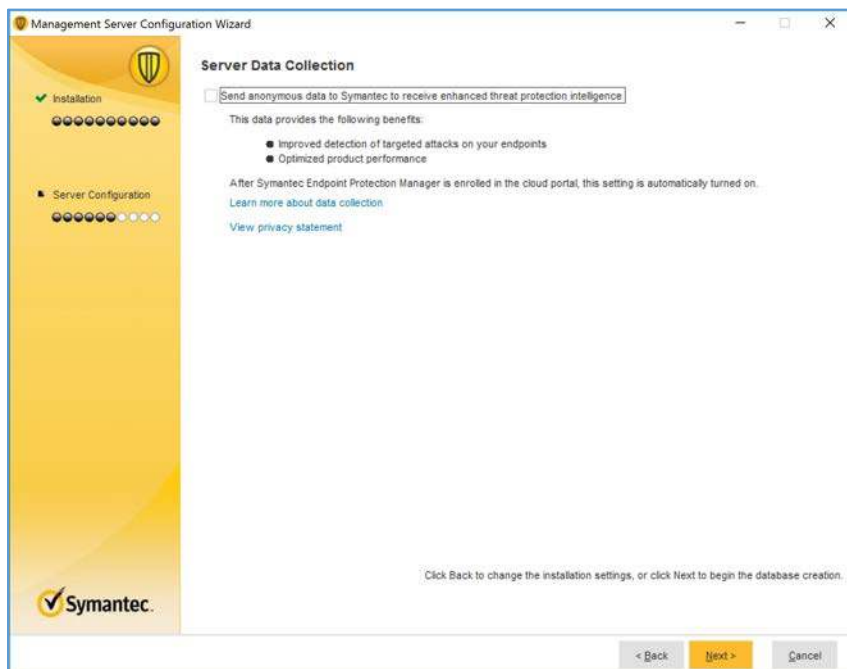 Management Server Configuration Wizard
Installation
Server Configuration
Symantec.
Server Data Collection
Send anonymous data to Symantec to receive enhanced threat protection intelligence
This data provides the following benefits:
Improved detection of targeted attacks on your endpoints
Optimized product performance
After Symantec Endpoint Protection Manager is enrolled in the cloud portal, this setting is automatically turned on.
Learn more about data collection
View privacy statement
Click Back to change the installation settings, or click Next to begin the database creation.
< Back
Next >
Cancel